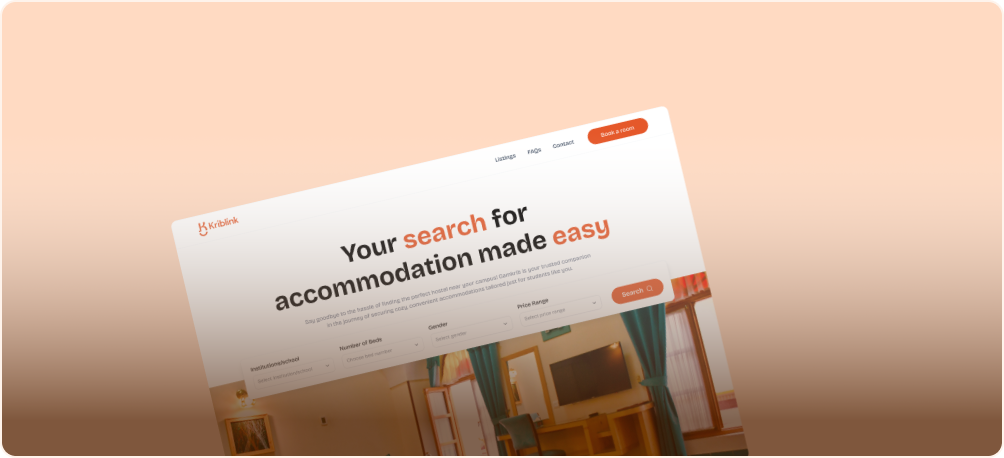 Kriblink
Listings
FAQs
Contact
Book a room
Your search for
accommodation made easy
Say goodbye to the hassle of finding the perfect hostel near your campus! Gamerib is your trusted companion
in the journey of securing cozy, convenient accommodations tailored just for students like you.
Institutions/school
Select institution/school
Number of Beds
Choose bed number
Gender
Select gender
Price Range
Select price range
Search